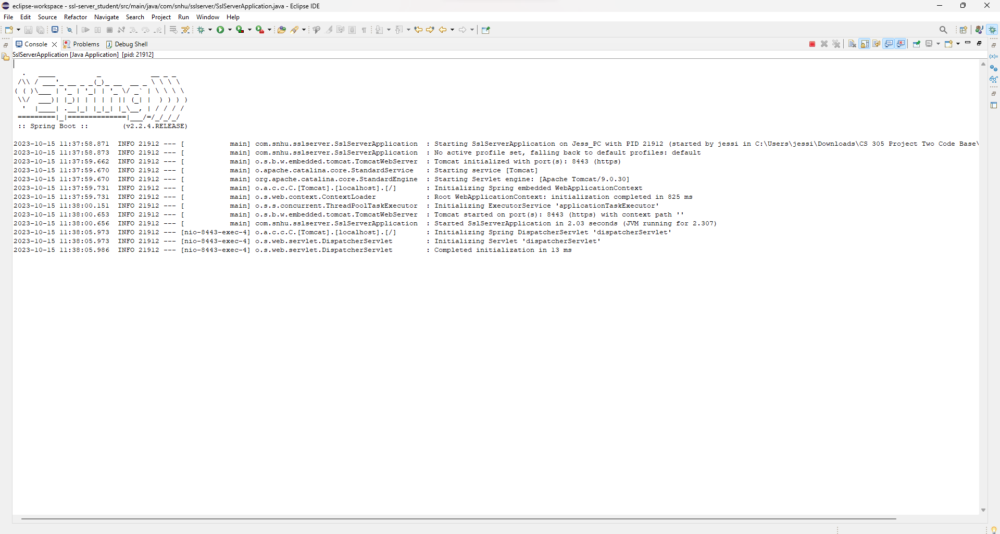 eclipse-workspace - ssl-server_student/src/main/java/com/snhu/sslserver/SslServerApplication.java - Eclipse IDE
File Edit Source Refactor Navigate Search Project Run Window Help
Console Problems Debug Shell
SslServerApplication [Java Application] [pid: 21912]
  .   ____          _            __ _ _
 /\\ / ___'_ __ _ _(_)_ __  __ _ \ \ \ \
( ( )\___ | '_ | '_| | '_ \/ _` | \ \ \ \
 \\/  ___)| |_)| | | | | || (_| |  ) ) ) )
  '  |____| .__|_| |_|_| |_\__, | / / / /
 =========|_|==============|___/=/_/_/_/
 :: Spring Boot ::        (v2.2.4.RELEASE)
2023-10-15 11:37:58.871  INFO 21912 --- [           main] com.snhu.sslserver.SslServerApplication  : Starting SslServerApplication on Jess_PC with PID 21912 (started by jessi in C:\Users\jessi\Downloads\CS 305 Project Two Code Base\
2023-10-15 11:37:58.873  INFO 21912 --- [           main] com.snhu.sslserver.SslServerApplication  : No active profile set, falling back to default profiles: default
2023-10-15 11:37:59.662  INFO 21912 --- [           main] o.s.b.w.embedded.tomcat.TomcatWebServer  : Tomcat initialized with port(s): 8443 (https)
2023-10-15 11:37:59.670  INFO 21912 --- [           main] o.apache.catalina.core.StandardService   : Starting service [Tomcat]
2023-10-15 11:37:59.670  INFO 21912 --- [           main] org.apache.catalina.core.StandardEngine  : Starting Servlet engine: [Apache Tomcat/9.0.30]
2023-10-15 11:37:59.731  INFO 21912 --- [           main] o.a.c.c.C.[Tomcat].[localhost].[/]       : Initializing Spring embedded WebApplicationContext
2023-10-15 11:37:59.731  INFO 21912 --- [           main] o.s.web.context.ContextLoader            : Root WebApplicationContext: initialization completed in 825 ms
2023-10-15 11:38:00.151  INFO 21912 --- [           main] o.s.s.concurrent.ThreadPoolTaskExecutor  : Initializing ExecutorService 'applicationTaskExecutor'
2023-10-15 11:38:00.653  INFO 21912 --- [           main] o.s.b.w.embedded.tomcat.TomcatWebServer  : Tomcat started on port(s): 8443 (https) with context path ''
2023-10-15 11:38:00.656  INFO 21912 --- [           main] com.snhu.sslserver.SslServerApplication  : Started SslServerApplication in 2.03 seconds (JVM running for 2.307)
2023-10-15 11:38:05.973  INFO 21912 --- [nio-8443-exec-4] o.a.c.c.C.[Tomcat].[localhost].[/]       : Initializing Spring DispatcherServlet 'dispatcherServlet'
2023-10-15 11:38:05.973  INFO 21912 --- [nio-8443-exec-4] o.s.web.servlet.DispatcherServlet        : Initializing Servlet 'dispatcherServlet'
2023-10-15 11:38:05.986  INFO 21912 --- [nio-8443-exec-4] o.s.web.servlet.DispatcherServlet        : Completed initialization in 13 ms